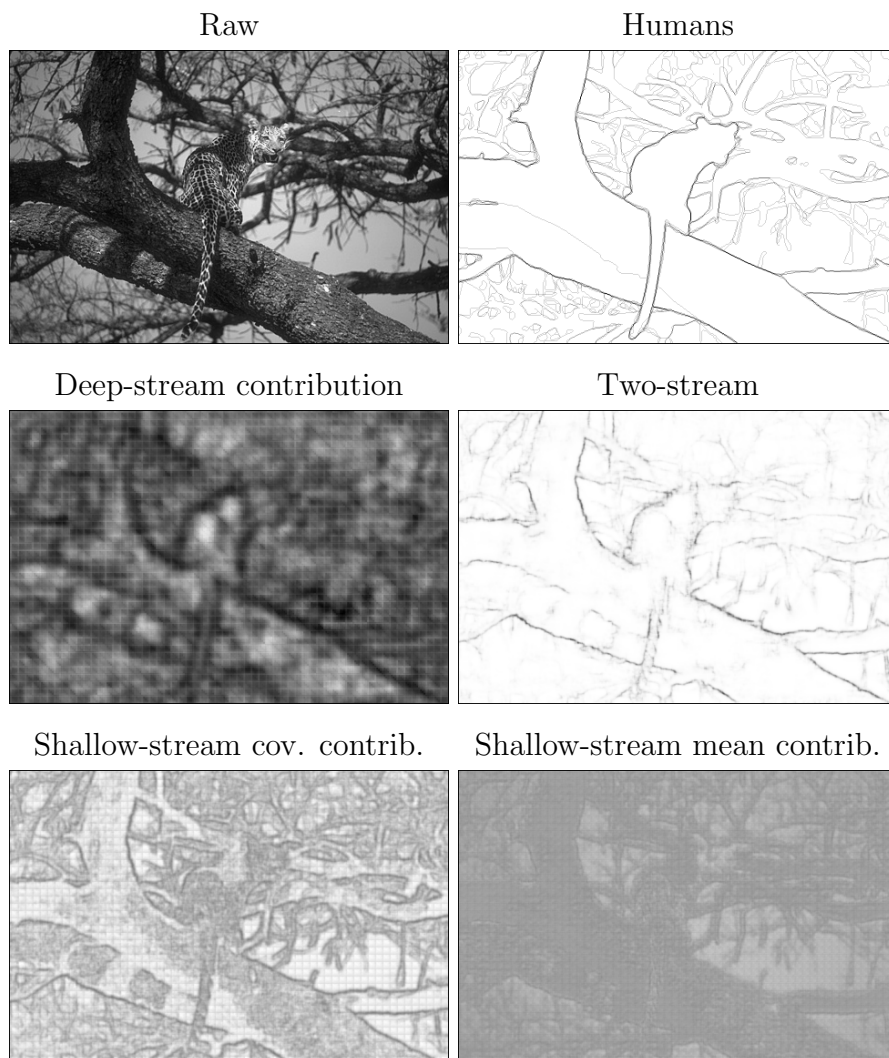 Raw
Humans
Deep-stream contribution
Two-stream
Shallow-stream cov. contrib.
Shallow-stream mean contrib.